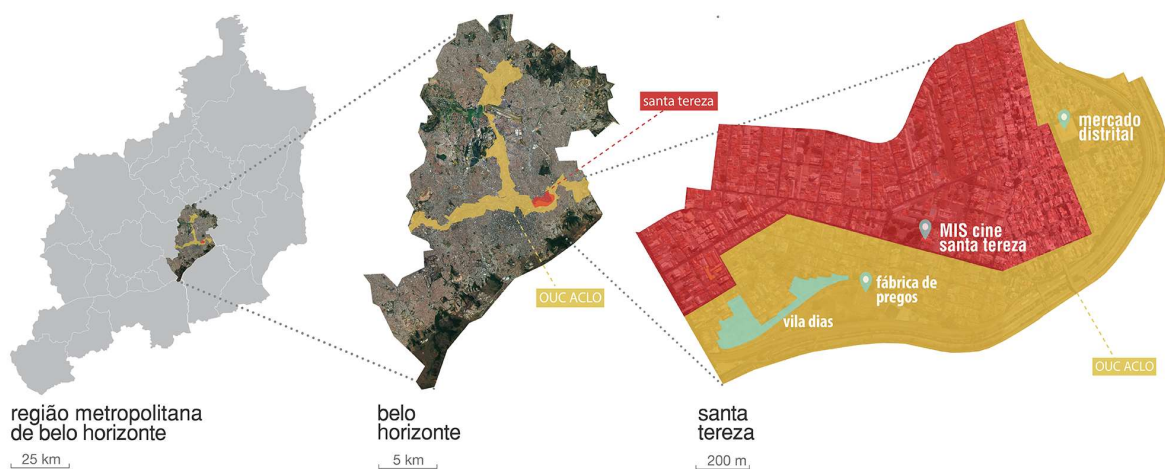 santa tereza
OUC ACLO
mercado
distrital
MIS cine
santa tereza
fábrica de
pregos
vila dias
OUC ACLO
região metropolitana
de belo horizonte
25 km
belo
horizonte
5 km
santa
tereza
200 m